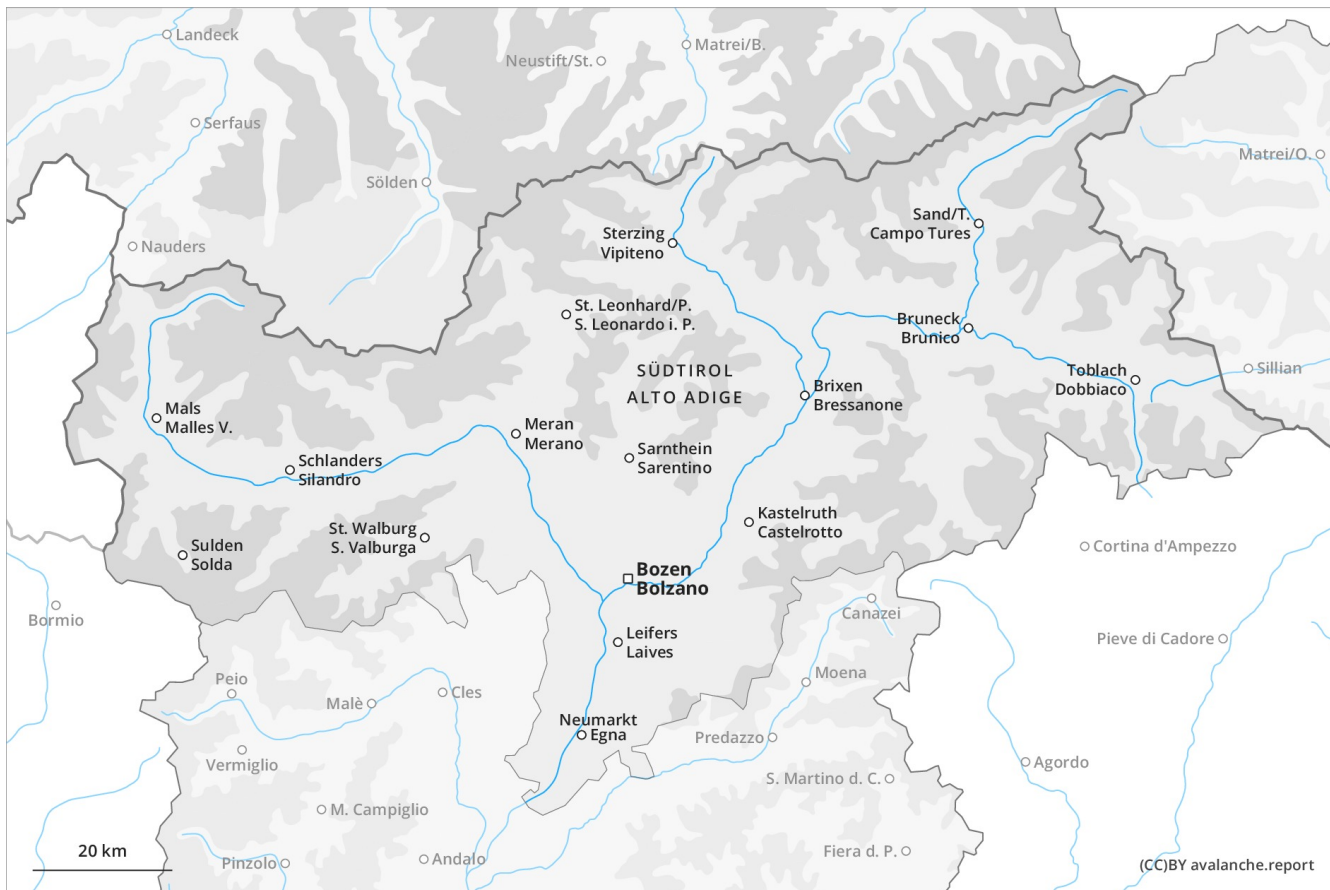 Landeck
Matrei/B.
Neustift/St.
Serfaus
Matrei/O.
Sölden
Sand/T.
Campo Tures
Sterzing
Vipiteno
Nauders
St. Leonhard/P.
S. Leonardo i. P.
Bruneck
Brunico
SÜDTIROL
ALTO ADIGE
Toblach
Dobbiaco
Sillian
Brixen
Bressanone
Mals
Malles V.
Meran
Merano
Sarnthein
Sarentino
Schlanders
Silandro
St. Walburg
S. Valburga
Kastelruth
Castelrotto
Sulden
Solda
Cortina d'Ampezzo
Bozen
Bolzano
Bormio
Canazei
Leifers
Laives
Pieve di Cadore
Peio
Moena
Malè
Cles
Neumarkt
Egna
Predazzo
Vermiglio
Agordo
S. Martino d. C.
M. Campiglio
20 km
Pinzolo
Andalo
Fiera d. P.
(CC)BY avalanche.report